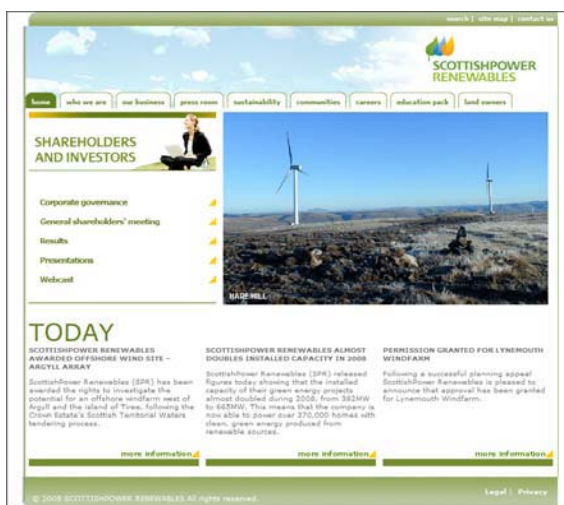 search | site map | contact us
SCOTTISHPOWER
RENEWABLES
home who we are our business press room sustainability communities careers education pack land owners
SHAREHOLDERS
AND INVESTORS
Corporate governance
General shareholders' meeting
Results
Presentations
Webcast
HARE HILL
TODAY
SCOTTISHPOWER RENEWABLES
AWARDED OFFSHORE WIND SITE –
ARGYLL ARRAY
ScottishPower Renewables (SPR) has been
awarded the rights to investigate the
potential for an offshore windfarm west of
Argyll and the island of Tiree, following the
Crown Estate's Scottish Territorial Waters
tendering process.
more information
SCOTTISHPOWER RENEWABLES ALMOST
DOUBLES INSTALLED CAPACITY IN 2008
ScottishPower Renewables (SPR) released
figures today showing that the installed
capacity of their green energy projects
almost doubled during 2008, from 382MW
to 665MW. This means that the company is
now able to power over 370,000 homes with
clean, green energy produced from
renewable sources.
more information
PERMISSION GRANTED FOR LYNEMOUTH
WINDFARM
Following a successful planning appeal
ScottishPower Renewables is pleased to
announce that approval has been granted
for Lynemouth Windfarm.
more information
© 2009 SCOTTISHPOWER RENEWABLES All rights reserved.
Legal | Privacy